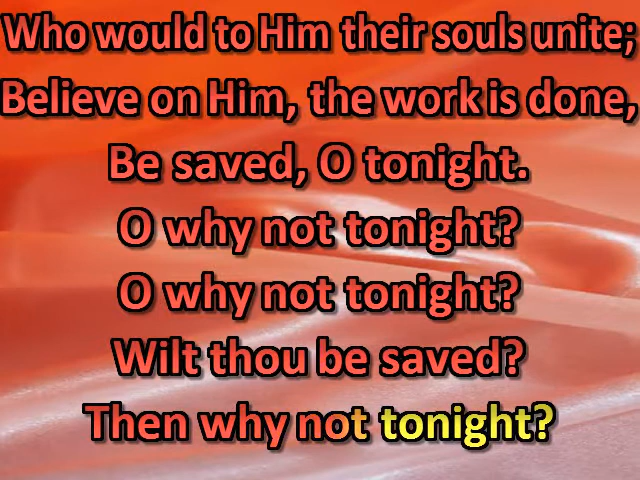 Who would to Him their souls unite;
Believe on Him, the work is done,
Be saved, O tonight.
O why not tonight?
O why not tonight?
Wilt thou be saved?
Then why not tonight?